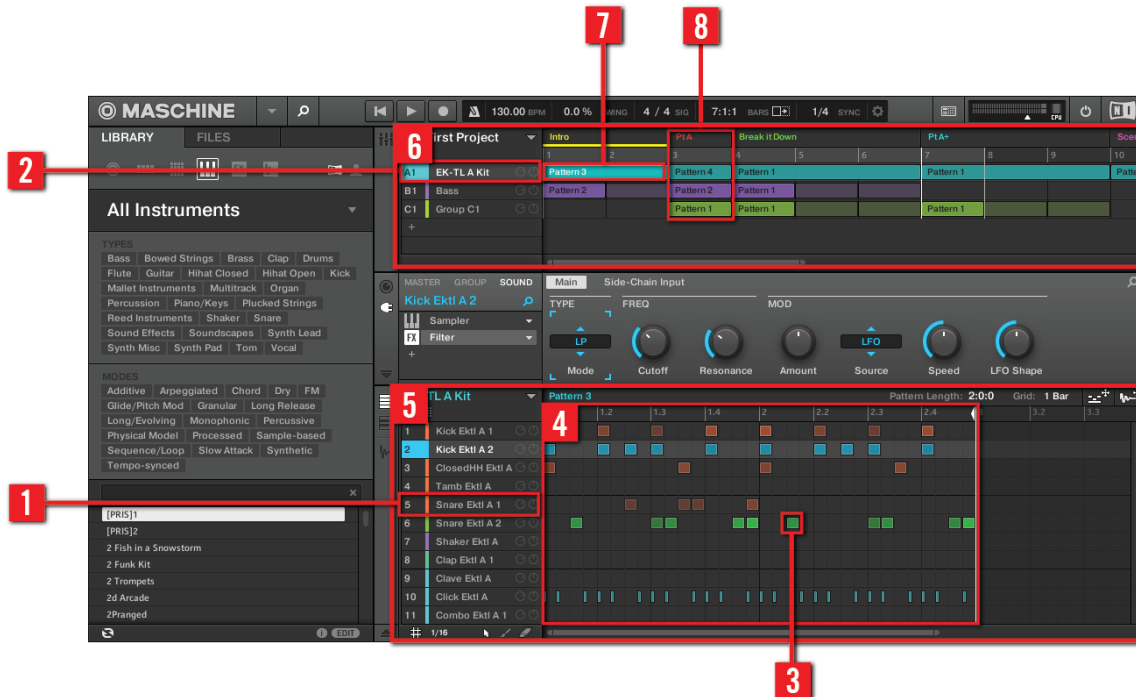 7
8
MASCHINE
130.00 BPM 0.0 % SWING 4 / 4 SIG 7:1:1 BARS 1/4 SYNC CPU
LIBRARY FILES
6 First Project Intro Pt A Break it Down Pt A+ Scen
1 2 3 4 5 6 7 8 9 10
2
A1 EK-TL A Kit Pattern 3 Pattern 4 Pattern 1 Pattern 1 Patte
B1 Bass Pattern 2 Pattern 2 Pattern 1
C1 Group C1 Pattern 1 Pattern 1 Pattern 1
+
All Instruments
TYPES
Bass Bowed Strings Brass Clap Drums
Flute Guitar Hihat Closed Hihat Open Kick
Mallet Instruments Multitrack Organ
Percussion Piano/Keys Plucked Strings
Reed Instruments Shaker Snare
Sound Effects Soundscapes Synth Lead
Synth Misc Synth Pad Tom Vocal
MASTER GROUP SOUND Main Side-Chain Input
Kick Ektl A 2 TYPE FREQ MOD
Sampler
FX Filter
+
LP LFO
Mode Cutoff Resonance Amount Source Speed LFO Shape
MODES
Additive Arpeggiated Chord Dry FM
Glide/Pitch Mod Granular Long Release
Long/Evolving Monophonic Percussive
Physical Model Processed Sample-based
Sequence/Loop Slow Attack Synthetic
Tempo-synced
5 TL A Kit Pattern 3 Pattern Length: 2:0:0 Grid: 1 Bar
4 1.2 1.3 1.4 2 2.2 2.3 2.4 3.2 3.3
1 Kick Ektl A 1
2 Kick Ektl A 2
3 ClosedHH Ektl A
4 Tamb Ektl A
5 Snare Ektl A 1
6 Snare Ektl A 2
7 Shaker Ektl A
8 Clap Ektl A 1
9 Clave Ektl A
10 Click Ektl A
11 Combo Ektl A 1
1
[PRIS]1
[PRIS]2
2 Fish in a Snowstorm
2 Funk Kit
2 Trompets
2d Arcade
2Pranged
EDIT
1/16
3